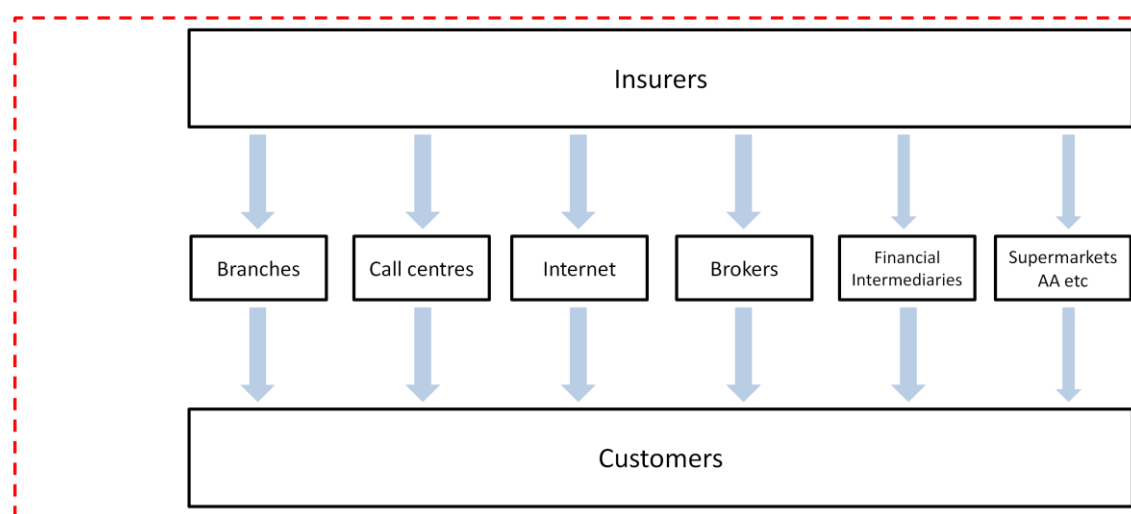 Insurers
Branches
Call centres
Internet
Brokers
Financial
Intermediaries
Supermarkets
AA etc
Customers